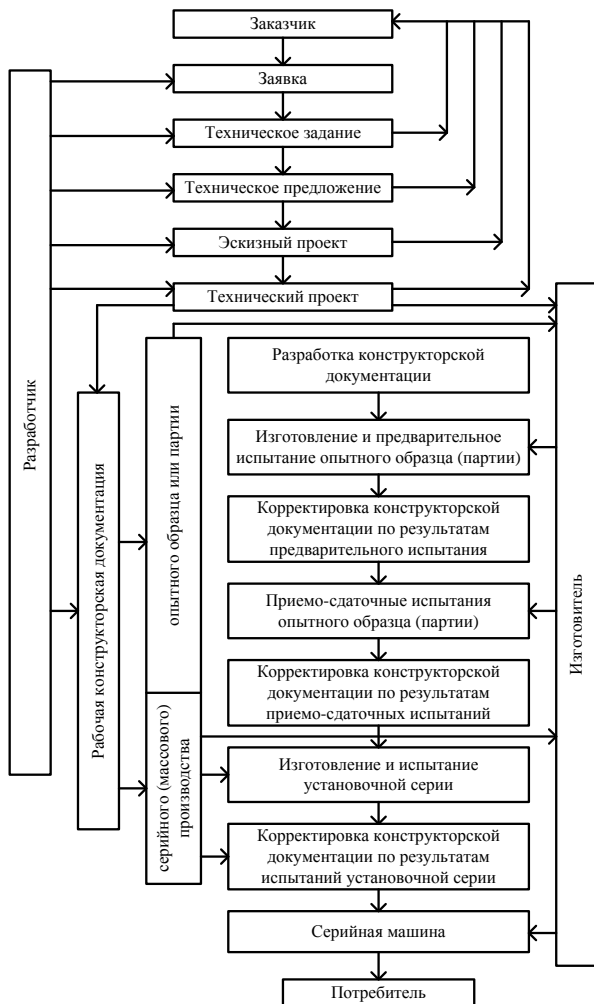 Заказчик
Заявка
Техническое задание
Техническое предложение
Эскизный проект
Технический проект
Разработчик
Рабочая конструкторская документация
опытного образца или партии
серийного (массового)
производства
Разработка конструкторской
документации
Изготовление и предварительное
испытание опытного образца (партии)
Корректировка конструкторской
документации по результатам
предварительного испытания
Приемо-сдаточные испытания
опытного образца (партии)
Корректировка конструкторской
документации по результатам
приемо-сдаточных испытаний
Изготовление и испытание
установочной серии
Корректировка конструкторской
документации по результатам
испытаний установочной серии
Серийная машина
Потребитель
Изготовитель